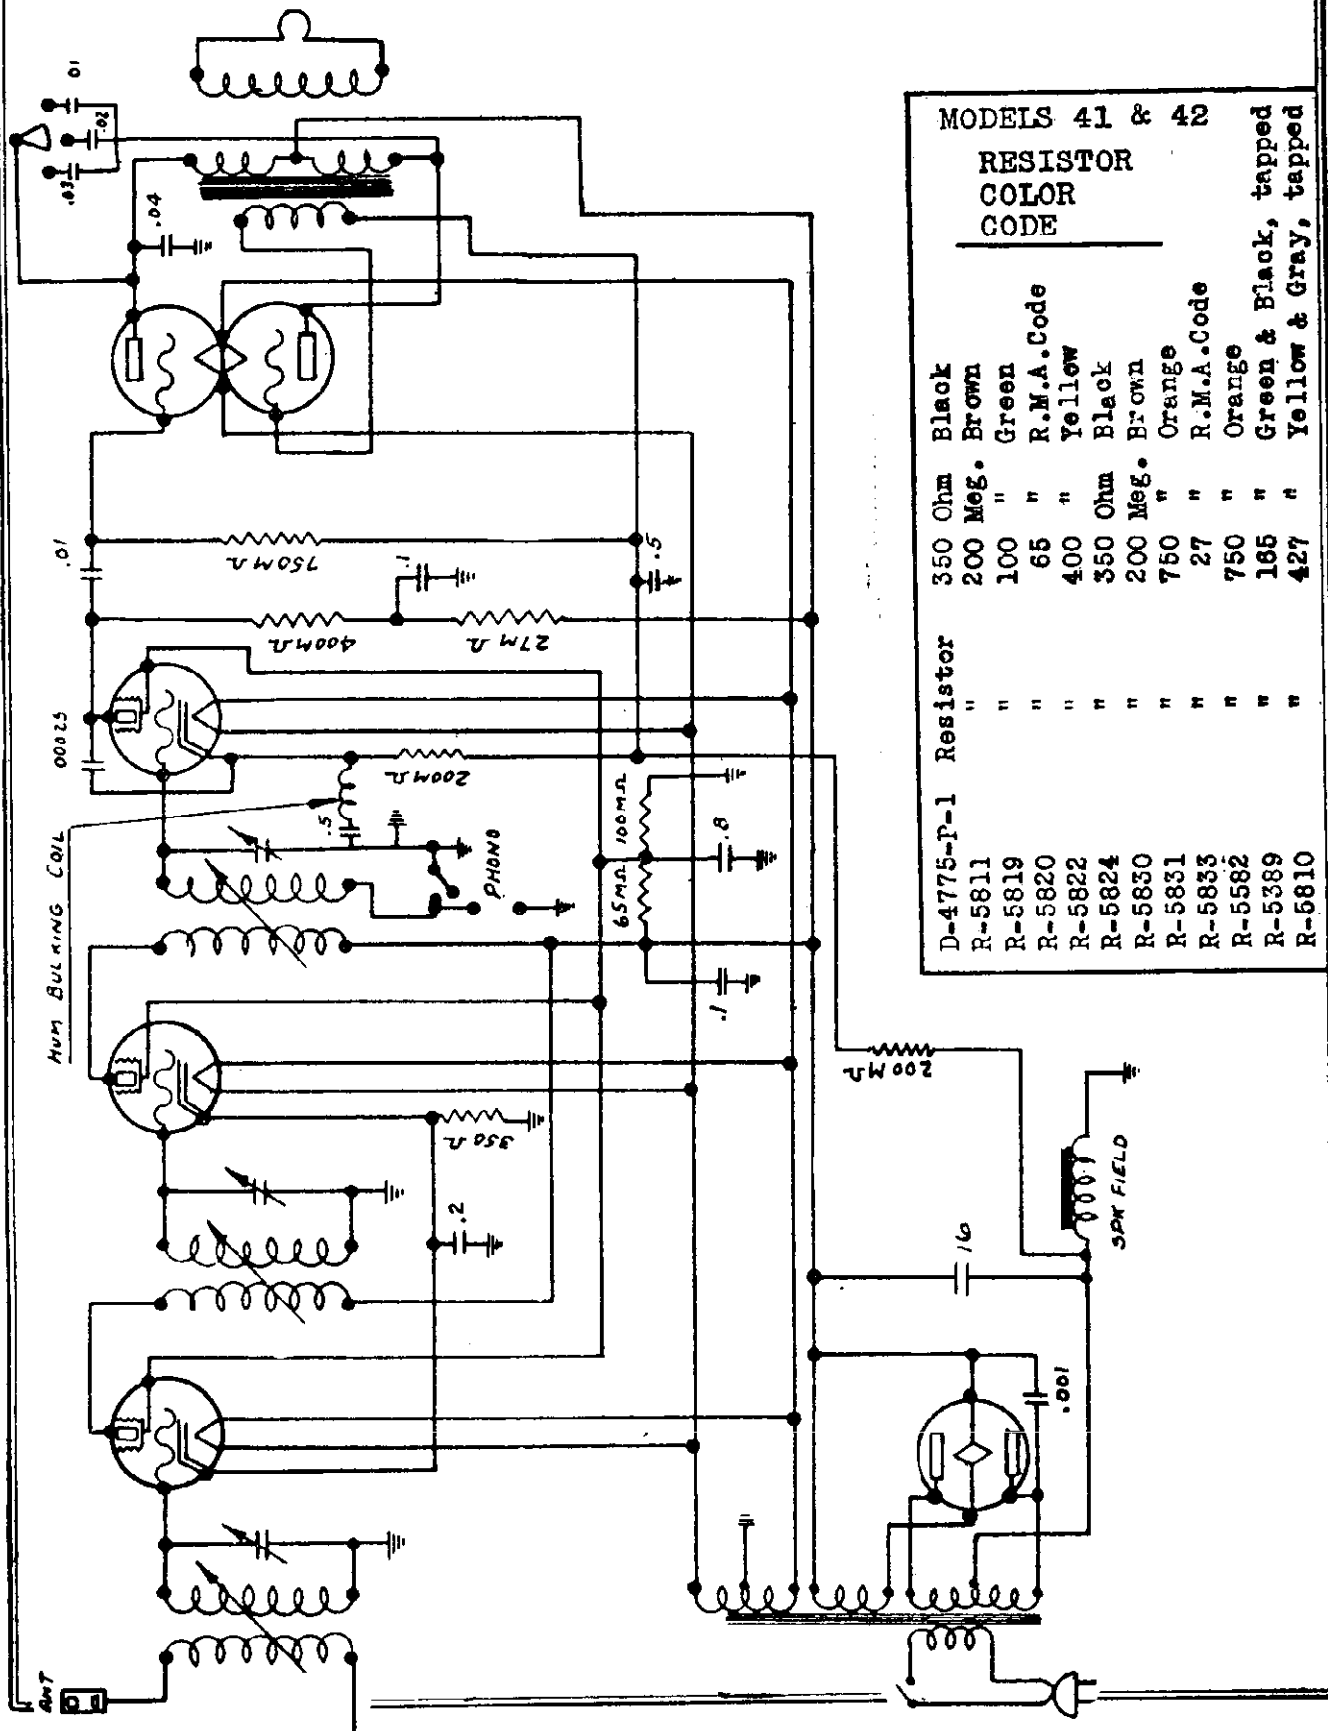 ANT
HUM BULKING COIL
.00025
.01
.03
.02
.01
.04
750MΩ
400MΩ
.1
27MΩ
.5
200MΩ
.5
PHONO
65MΩ
100MΩ
.8
.1
350Ω
.2
200MΩ
SPK FIELD
16
.001
MODELS 41 & 42
RESISTOR
COLOR
CODE
D-4775-P-1 Resistor 350 Ohm Black
R-5811 " 200 Meg. Brown
R-5819 " 100 " Green
R-5820 " 65 " R.M.A.Code
R-5822 " 400 " Yellow
R-5824 " 350 Ohm Black
R-5830 " 200 Meg. Brown
R-5831 " 750 " Orange
R-5833 " 27 " R.M.A.Code
R-5582 " 750 " Orange
R-5389 " 185 " Green & Black, tapped
R-5810 " 427 " Yellow & Gray, tapped